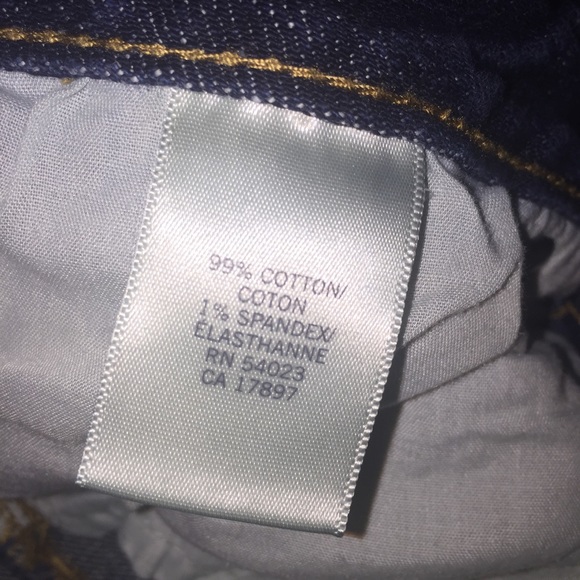 99% COTTON/
COTON
1% SPANDEX/
ÉLASTHANNE
RN 54023
CA 17897